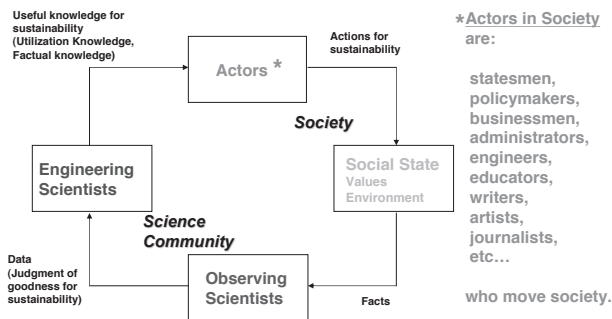 Useful knowledge for
sustainability
(Utilization Knowledge,
Factual knowledge)
Actors *
Actions for
sustainability
Society
Engineering
Scientists
Social State
Values
Environment
Science
Community
Data
(Judgment of
goodness for
sustainability)
Observing
Scientists
Facts
*Actors in Society
are:
statesmen,
policymakers,
businessmen,
administrators,
engineers,
educators,
writers,
artists,
journalists,
etc…
who move society.